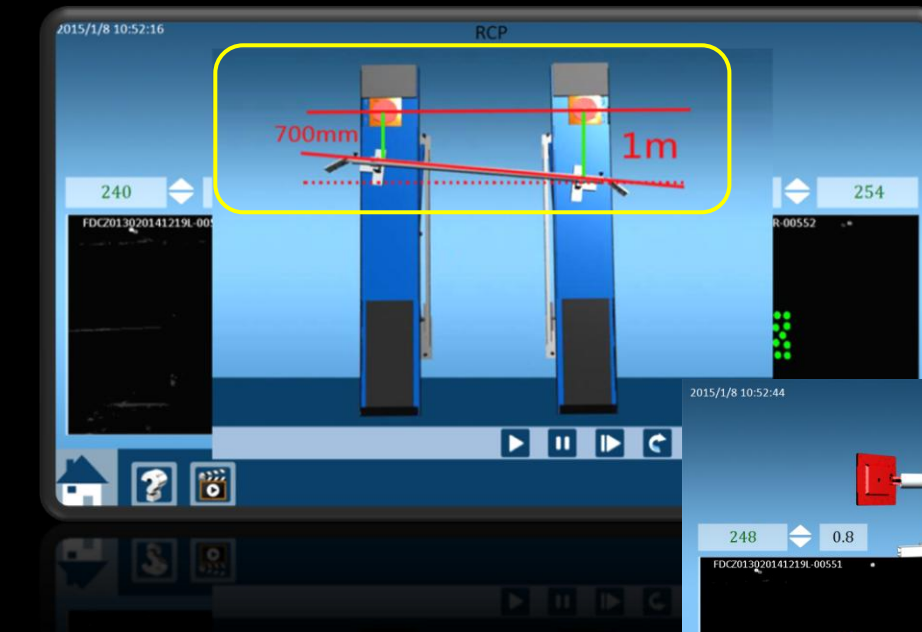 2015/1/8 10:52:16
RCP
700mm
1m
240
254
FDCZ013020141219L-005
R-00552
2015/1/8 10:52:44
248
0.8
FDCZ013020141219L-00551